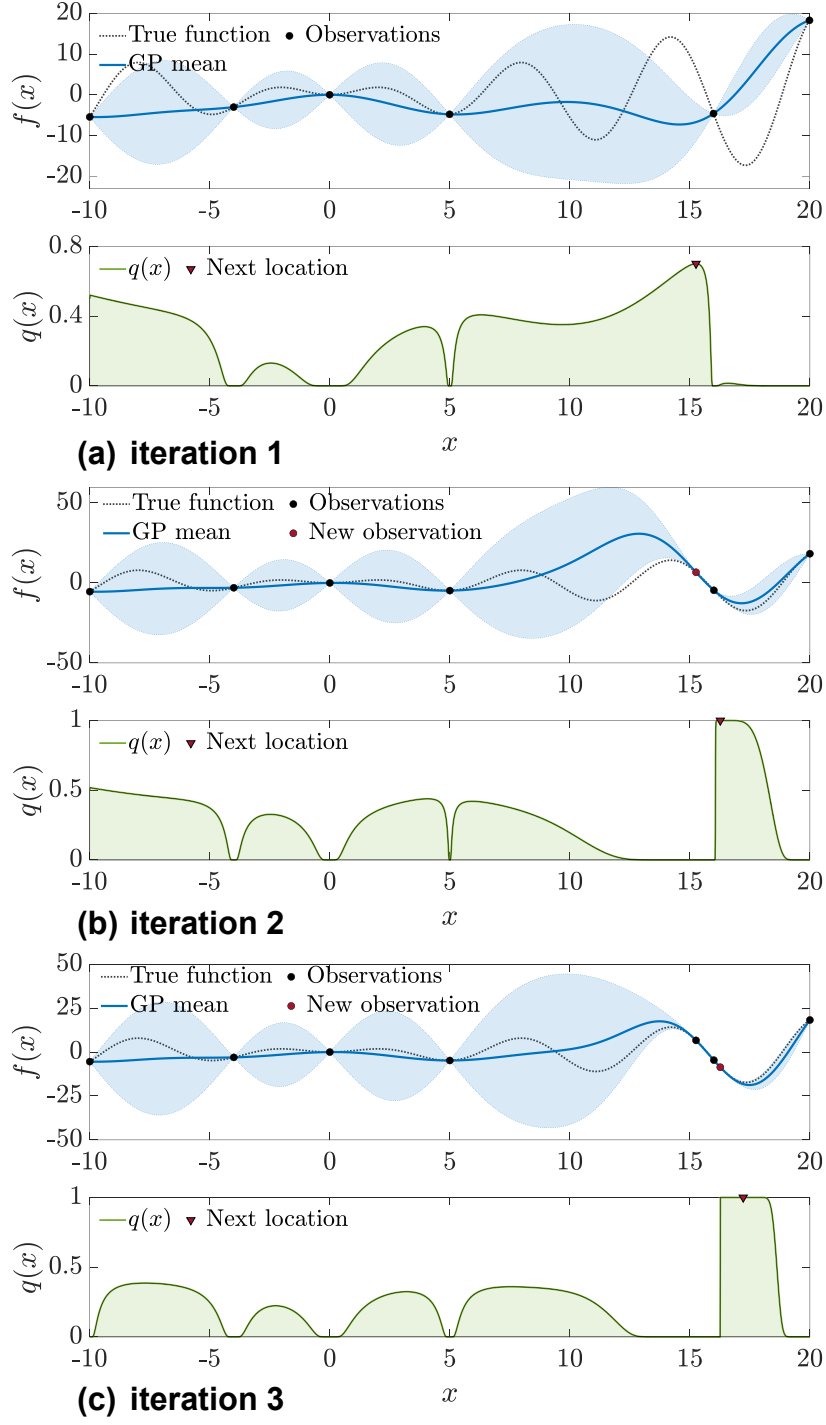 20
True function
Observations
10
GP mean
0
f(x)
-10
-20
-10 -5 0 5 10 15 20
0.8
q(x) Next location
0.4
q(x)
0
-10 -5 0 5 10 15 20
x
(a) iteration 1
50
True function
Observations
GP mean
New observation
0
f(x)
-50
-10 -5 0 5 10 15 20
1
q(x) Next location
0.5
q(x)
0
-10 -5 0 5 10 15 20
x
(b) iteration 2
50
True function
Observations
25
GP mean
New observation
0
f(x)
-25
-50
-10 -5 0 5 10 15 20
1
q(x) Next location
0.5
q(x)
0
-10 -5 0 5 10 15 20
x
(c) iteration 3